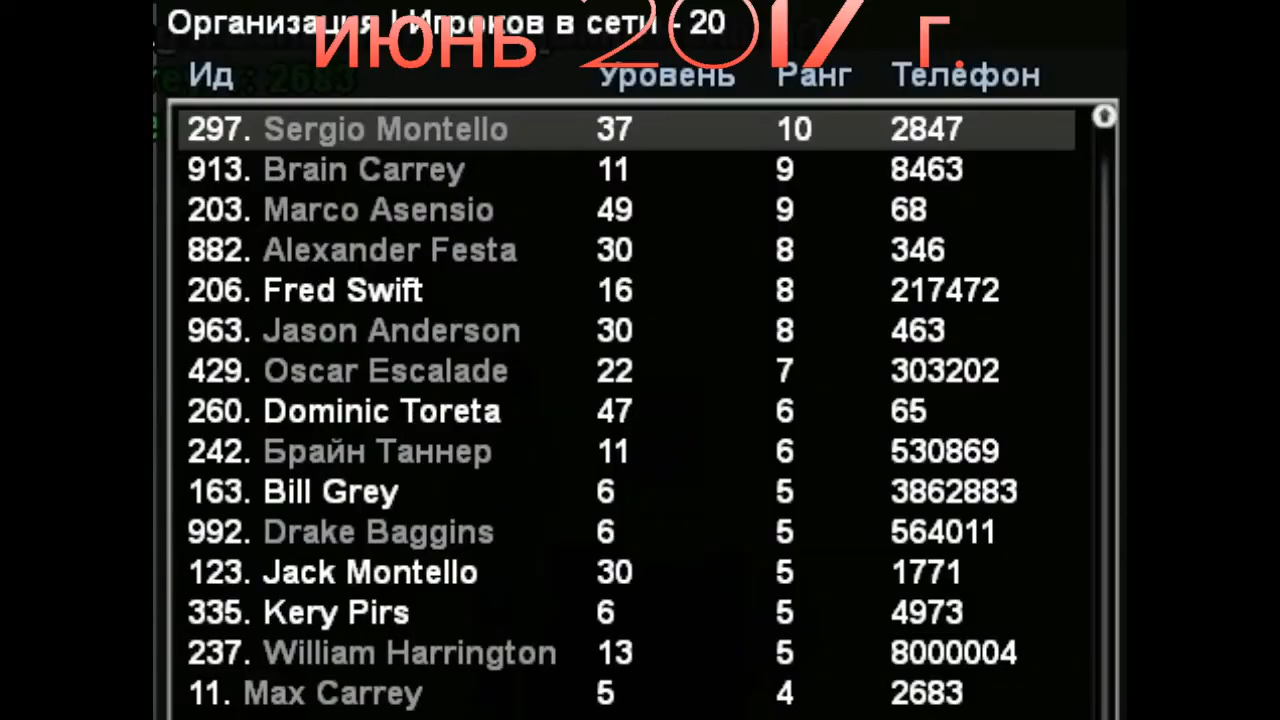 Организация | Игроков в сети - 20
июнь 2017 г.
Ид Уровень Ранг Телефон
297. Sergio Montello 37 10 2847
913. Brain Carrey 11 9 8463
203. Marco Asensio 49 9 68
882. Alexander Festa 30 8 346
206. Fred Swift 16 8 217472
963. Jason Anderson 30 8 463
429. Oscar Escalade 22 7 303202
260. Dominic Toreta 47 6 65
242. Брайн Таннер 11 6 530869
163. Bill Grey 6 5 3862883
992. Drake Baggins 6 5 564011
123. Jack Montello 30 5 1771
335. Kery Pirs 6 5 4973
237. William Harrington 13 5 8000004
11. Max Carrey 5 4 2683